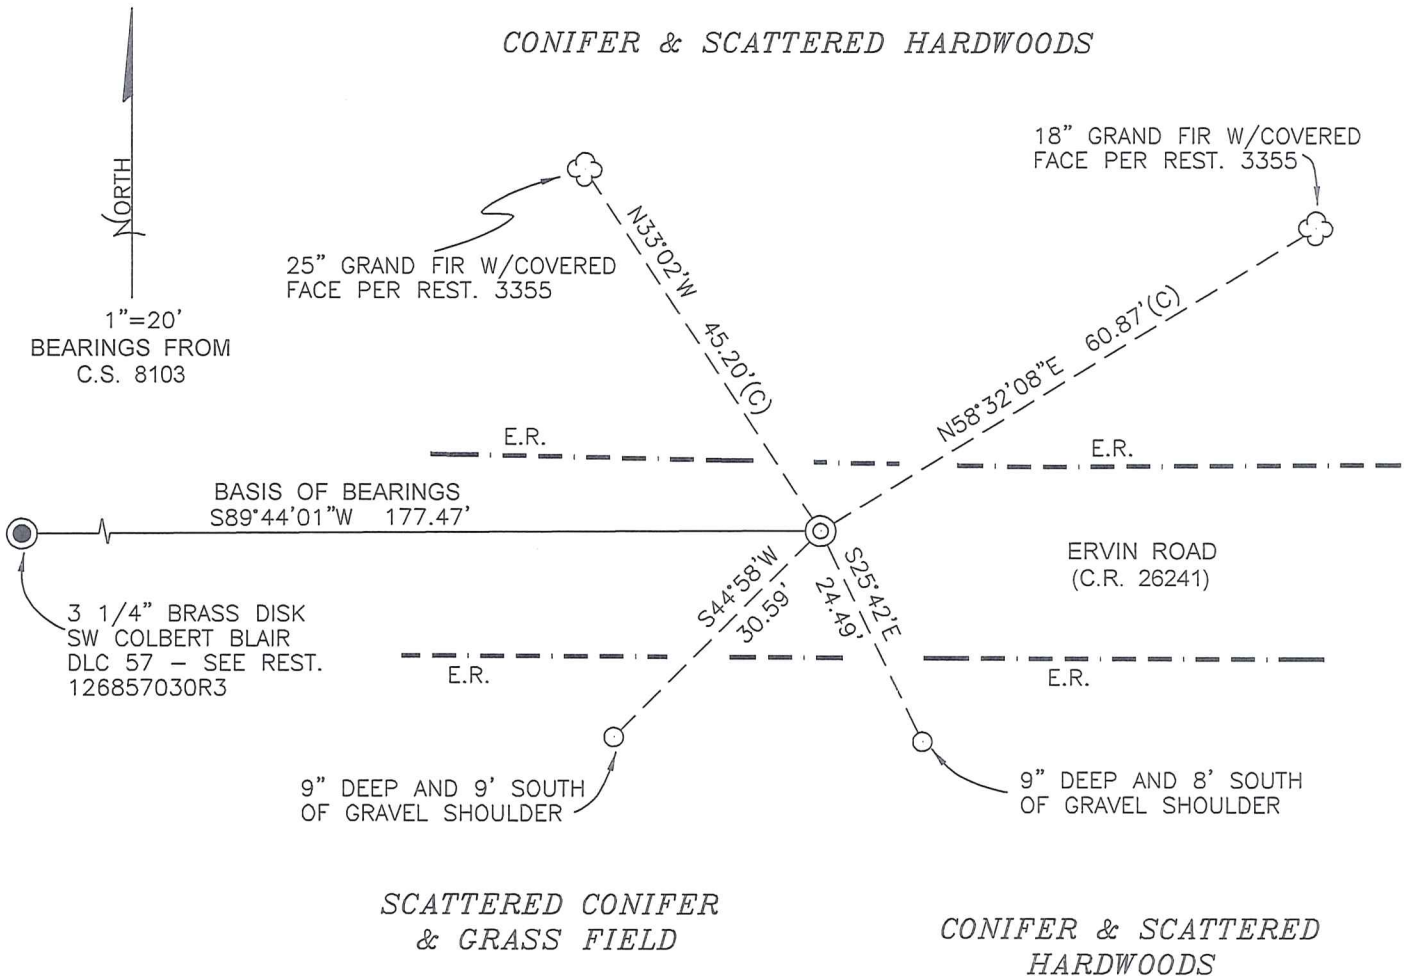 CONIFER & SCATTERED HARDWOODS
18" GRAND FIR W/COVERED
FACE PER REST. 3355
NORTH
25" GRAND FIR W/COVERED
FACE PER REST. 3355
1"=20'
BEARINGS FROM
C.S. 8103
N33°02'W 45.20'(C)
N58°32'08"E 60.87'(C)
E.R.
E.R.
BASIS OF BEARINGS
S89°44'01"W 177.47'
ERVIN ROAD
(C.R. 26241)
S44°58'W
30.59'
S25°42'E
24.49'
3 1/4" BRASS DISK
SW COLBERT BLAIR
DLC 57 – SEE REST.
126857030R3
E.R.
E.R.
9" DEEP AND 9' SOUTH
OF GRAVEL SHOULDER
9" DEEP AND 8' SOUTH
OF GRAVEL SHOULDER
SCATTERED CONIFER
& GRASS FIELD
CONIFER & SCATTERED
HARDWOODS